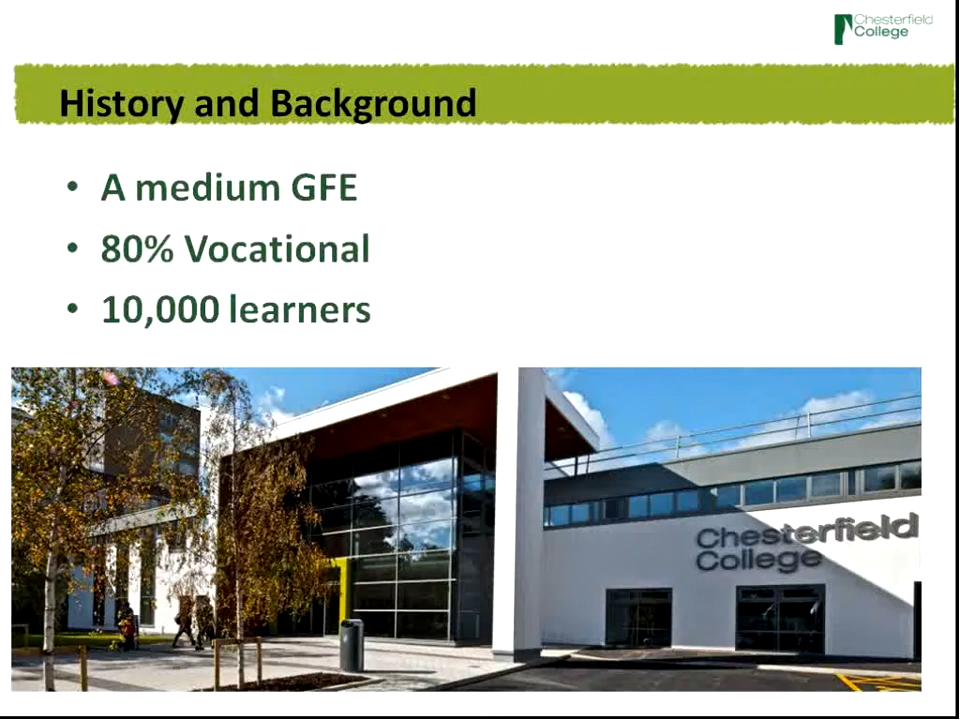 Chesterfield
College
History and Background
• A medium GFE
• 80% Vocational
• 10,000 learners
Chesterfield
College